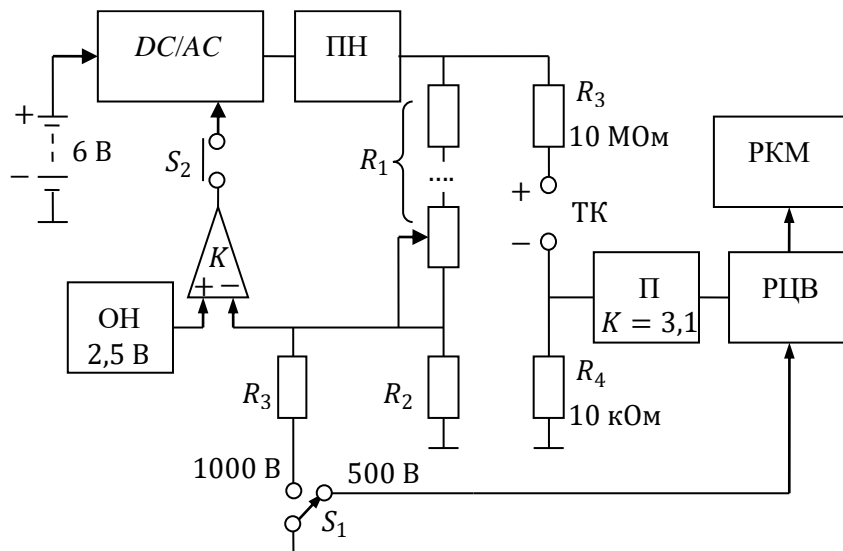 DC/AC
ПН
+
6 В
−
S₂
R₁
....
R₃
10 МОм
РКМ
+
ТК
−
K
+ −
ОН
2,5 В
П
K = 3,1
РЦВ
R₃
R₂
R₄
10 кОм
1000 В
500 В
S₁